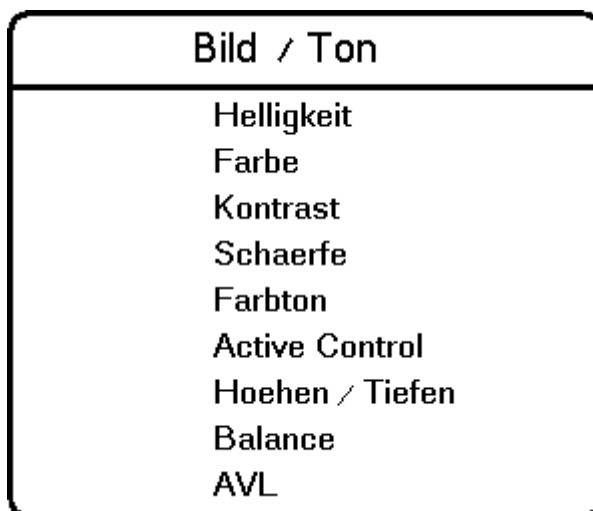 Bild / Ton
Helligkeit
Farbe
Kontrast
Schaerfe
Farbton
Active Control
Hoehen / Tiefen
Balance
AVL